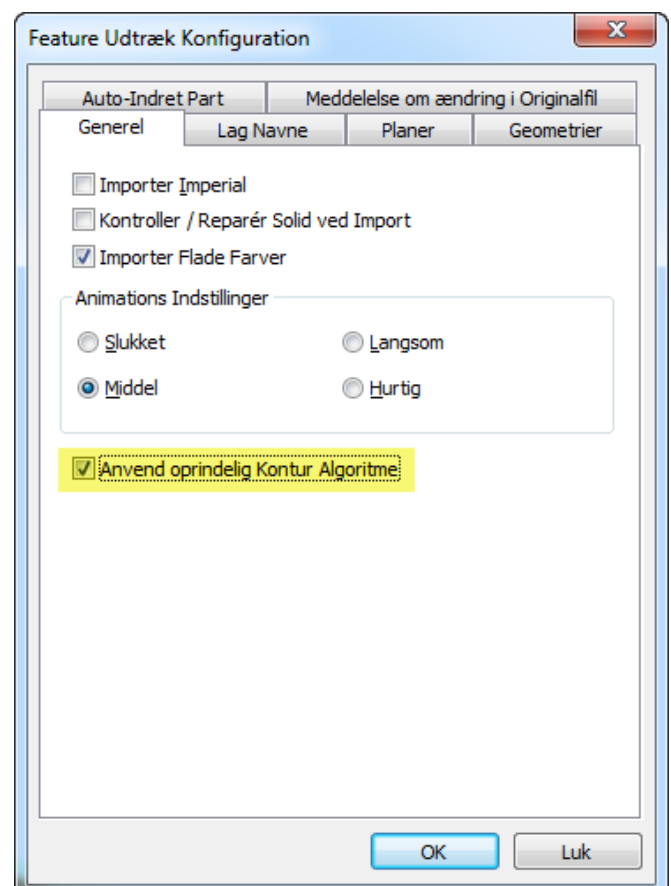 Feature Udtræk Konfiguration
Auto-Indret Part
Meddelelse om ændring i Originalfil
Generel
Lag Navne
Planer
Geometrier
Importer Imperial
Kontroller / Reparér Solid ved Import
Importer Flade Farver
Animations Indstillinger
Slukket
Langsom
Middel
Hurtig
Anvend oprindelig Kontur Algoritme
OK
Luk